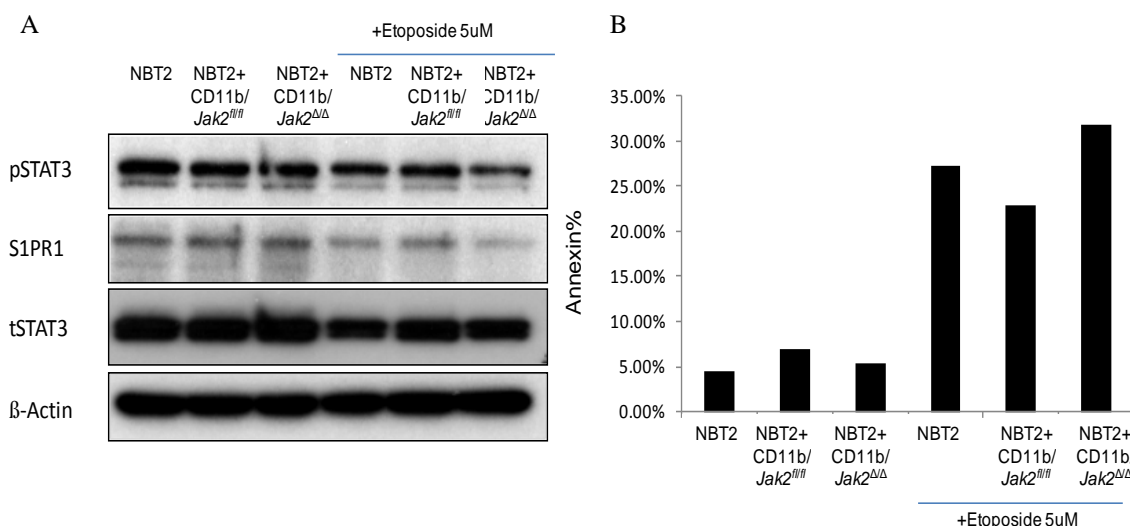 A
+Etoposide 5uM
NBT2 NBT2+ CD11b/ Jak2fl/fl NBT2+ CD11b/ Jak2Δ/Δ NBT2 NBT2+ CD11b/ Jak2fl/fl NBT2+ CD11b/ Jak2Δ/Δ
pSTAT3
S1PR1
tSTAT3
ß-Actin
B
Annexin%
35.00%
30.00%
25.00%
20.00%
15.00%
10.00%
5.00%
0.00%
NBT2 NBT2+ CD11b/ Jak2fl/fl NBT2+ CD11b/ Jak2Δ/Δ NBT2 NBT2+ CD11b/ Jak2fl/fl NBT2+ CD11b/ Jak2Δ/Δ
+Etoposide 5uM